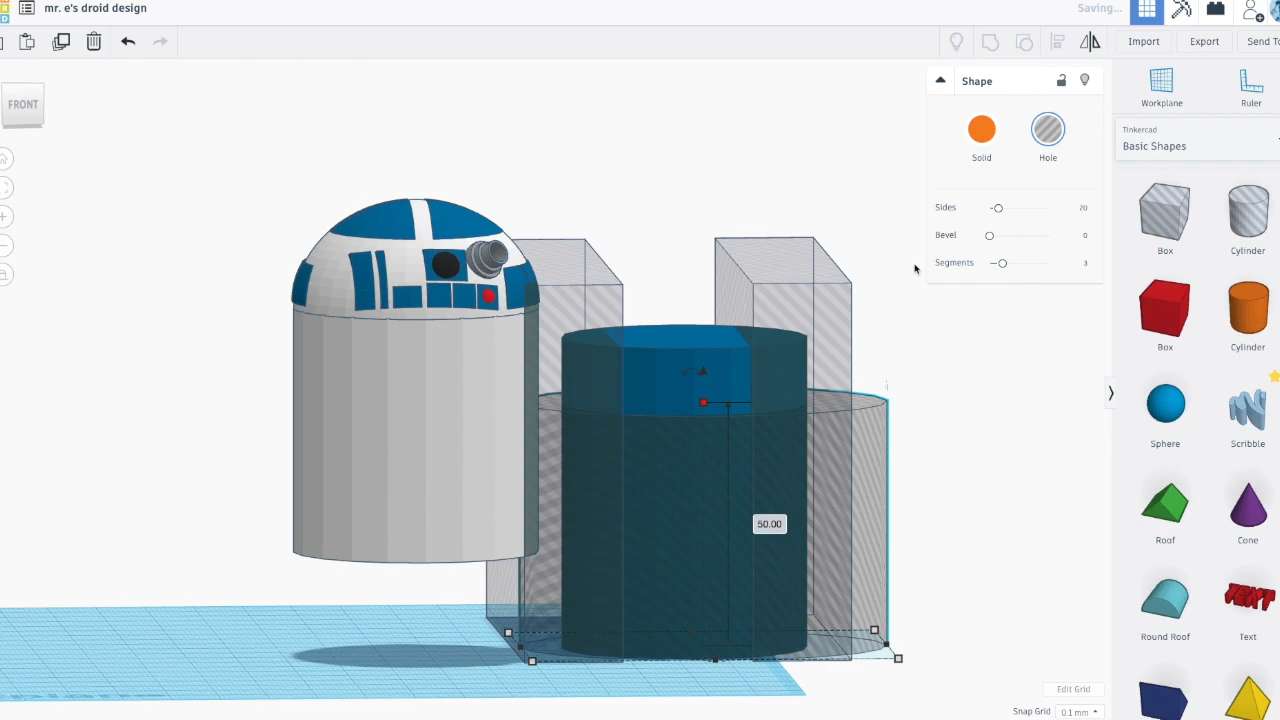 mr. e's droid design
Saving...
Import
Export
Send To
FRONT
Shape
Solid
Hole
Sides
20
Bevel
0
Segments
3
Workplane
Ruler
Tinkercad
Basic Shapes
Box
Cylinder
Box
Cylinder
Sphere
Scribble
Roof
Cone
Round Roof
Text
TEXT
50.00
Edit Grid
Snap Grid
0.1 mm